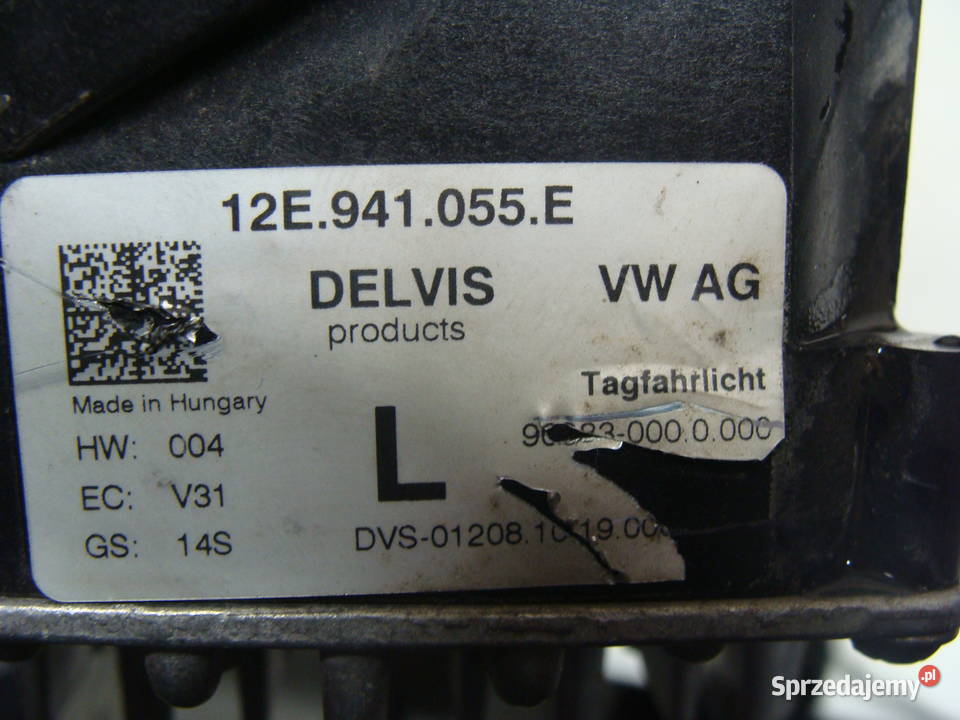 12E.941.055.E
DELVIS VW AG
products
Tagfahrlicht
Made in Hungary
L
HW: 004
EC: V31
GS: 14S
Sprzedajemy.pl